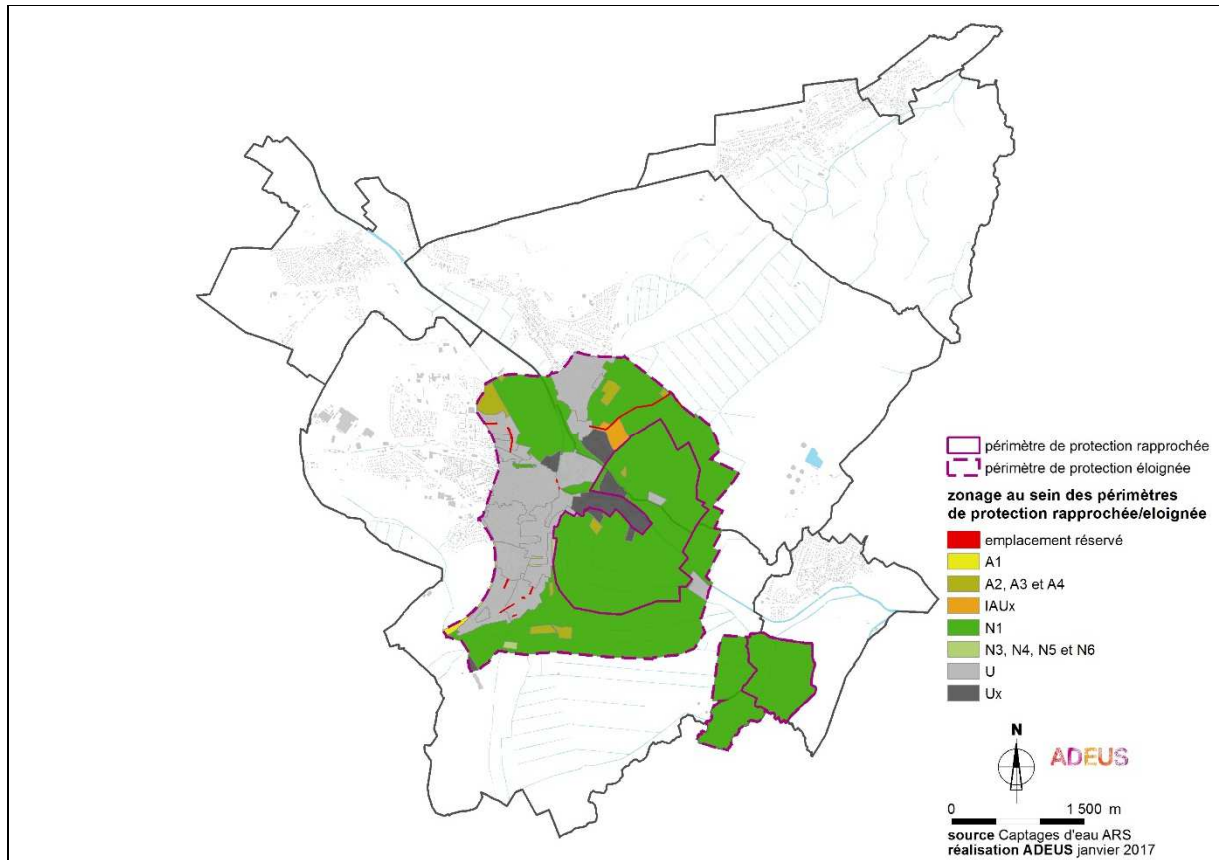 périmètre de protection rapprochée
périmètre de protection éloignée
zonage au sein des périmètres
de protection rapprochée/eloignée
emplacement réservé
A1
A2, A3 et A4
IAUx
N1
N3, N4, N5 et N6
U
Ux
N
ADEUS
0 1 500 m
source Captages d'eau ARS
réalisation ADEUS janvier 2017